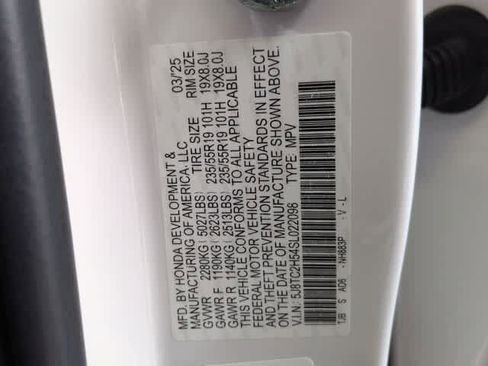 MFD. BY HONDA DEVELOPMENT & 03/'25
MANUFACTURING OF AMERICA, LLC
TIRE SIZE RIM SIZE
GVWR 2280KG ( 5027LBS)
GAWR F 1190KG ( 2623LBS) 235/55R19 101H 19X8.0J
GAWR R 1140KG ( 2513LBS) 235/55R19 101H 19X8.0J
THIS VEHICLE CONFORMS TO ALL APPLICABLE
FEDERAL MOTOR VEHICLE SAFETY
AND THEFT PREVENTION STANDARDS IN EFFECT
ON THE DATE OF MANUFACTURE SHOWN ABOVE.
V.I.N: 5J8TC2H54SL022098 TYPE: MPV
TJB S A06 - NH883P - V - L